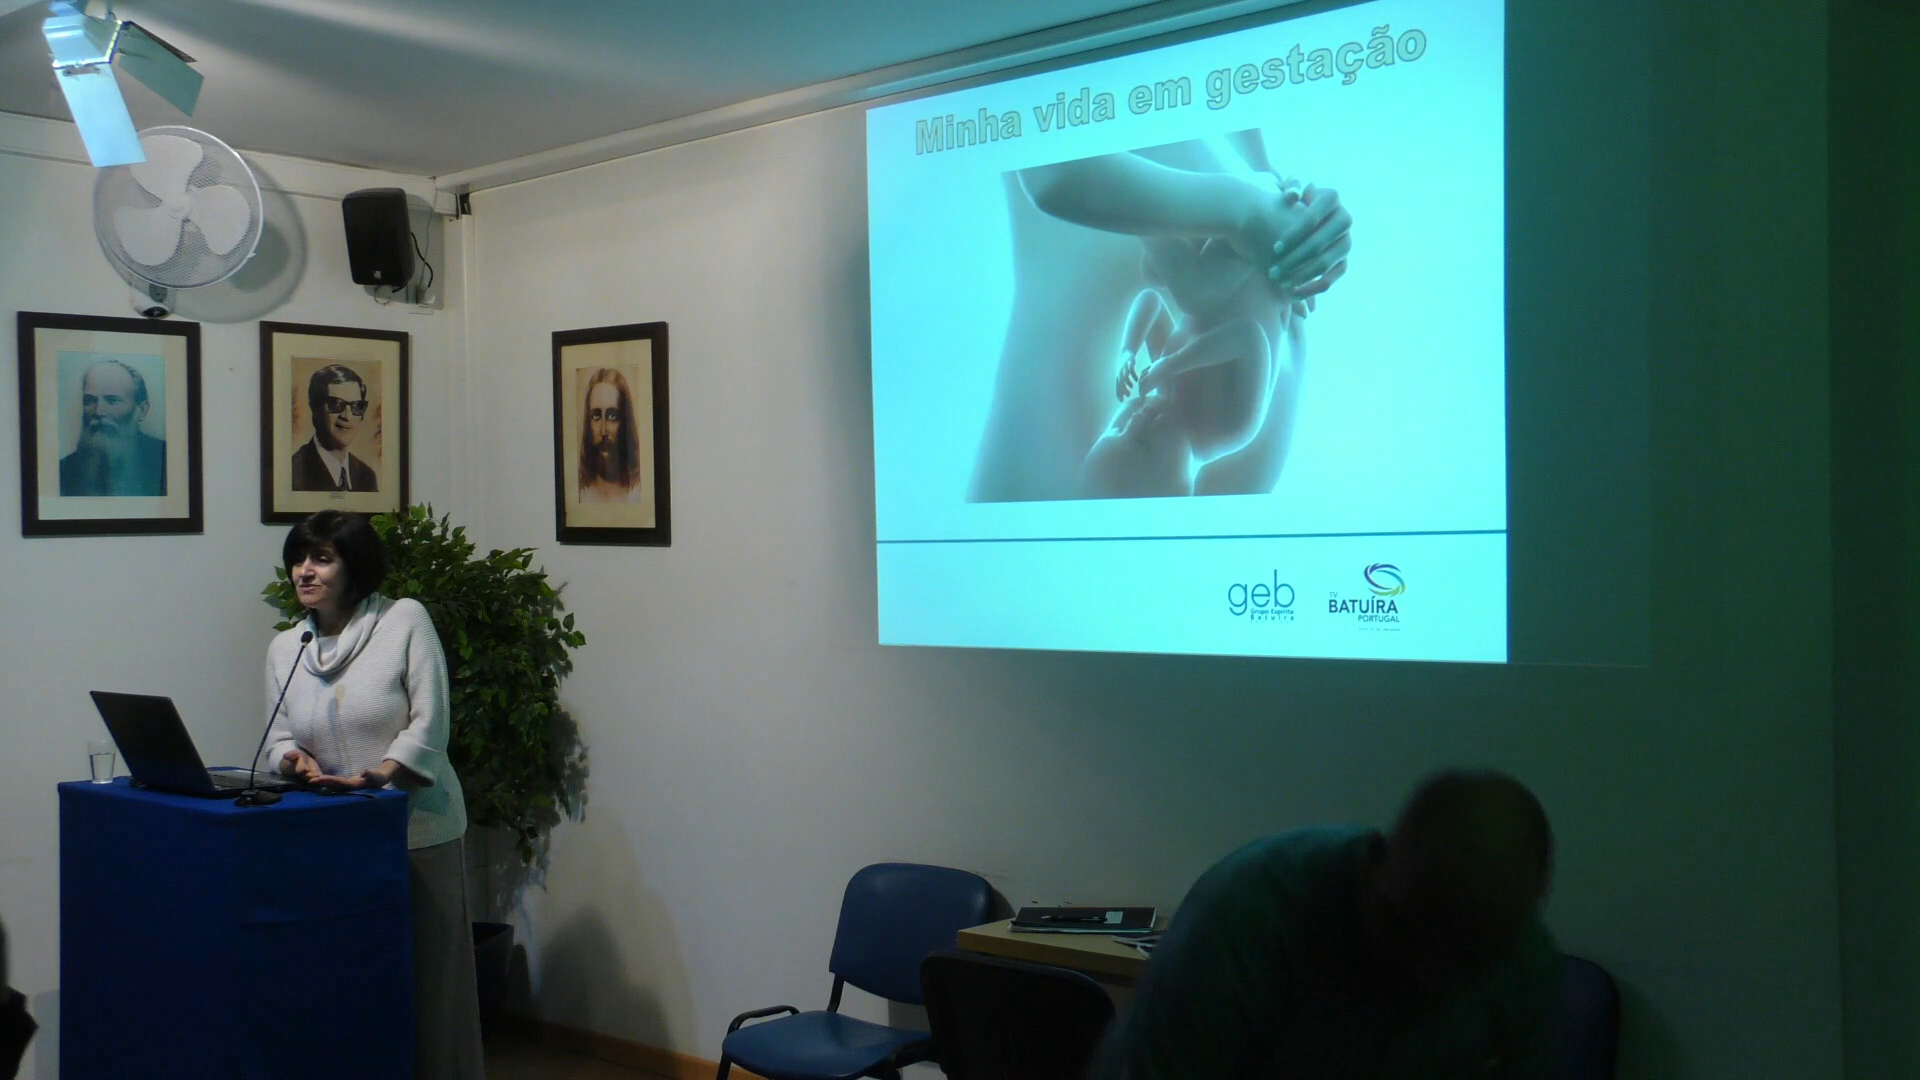 Minha vida em gestação
geb
Grupo Espírita
Batuíra
TV
BATUÍRA
PORTUGAL